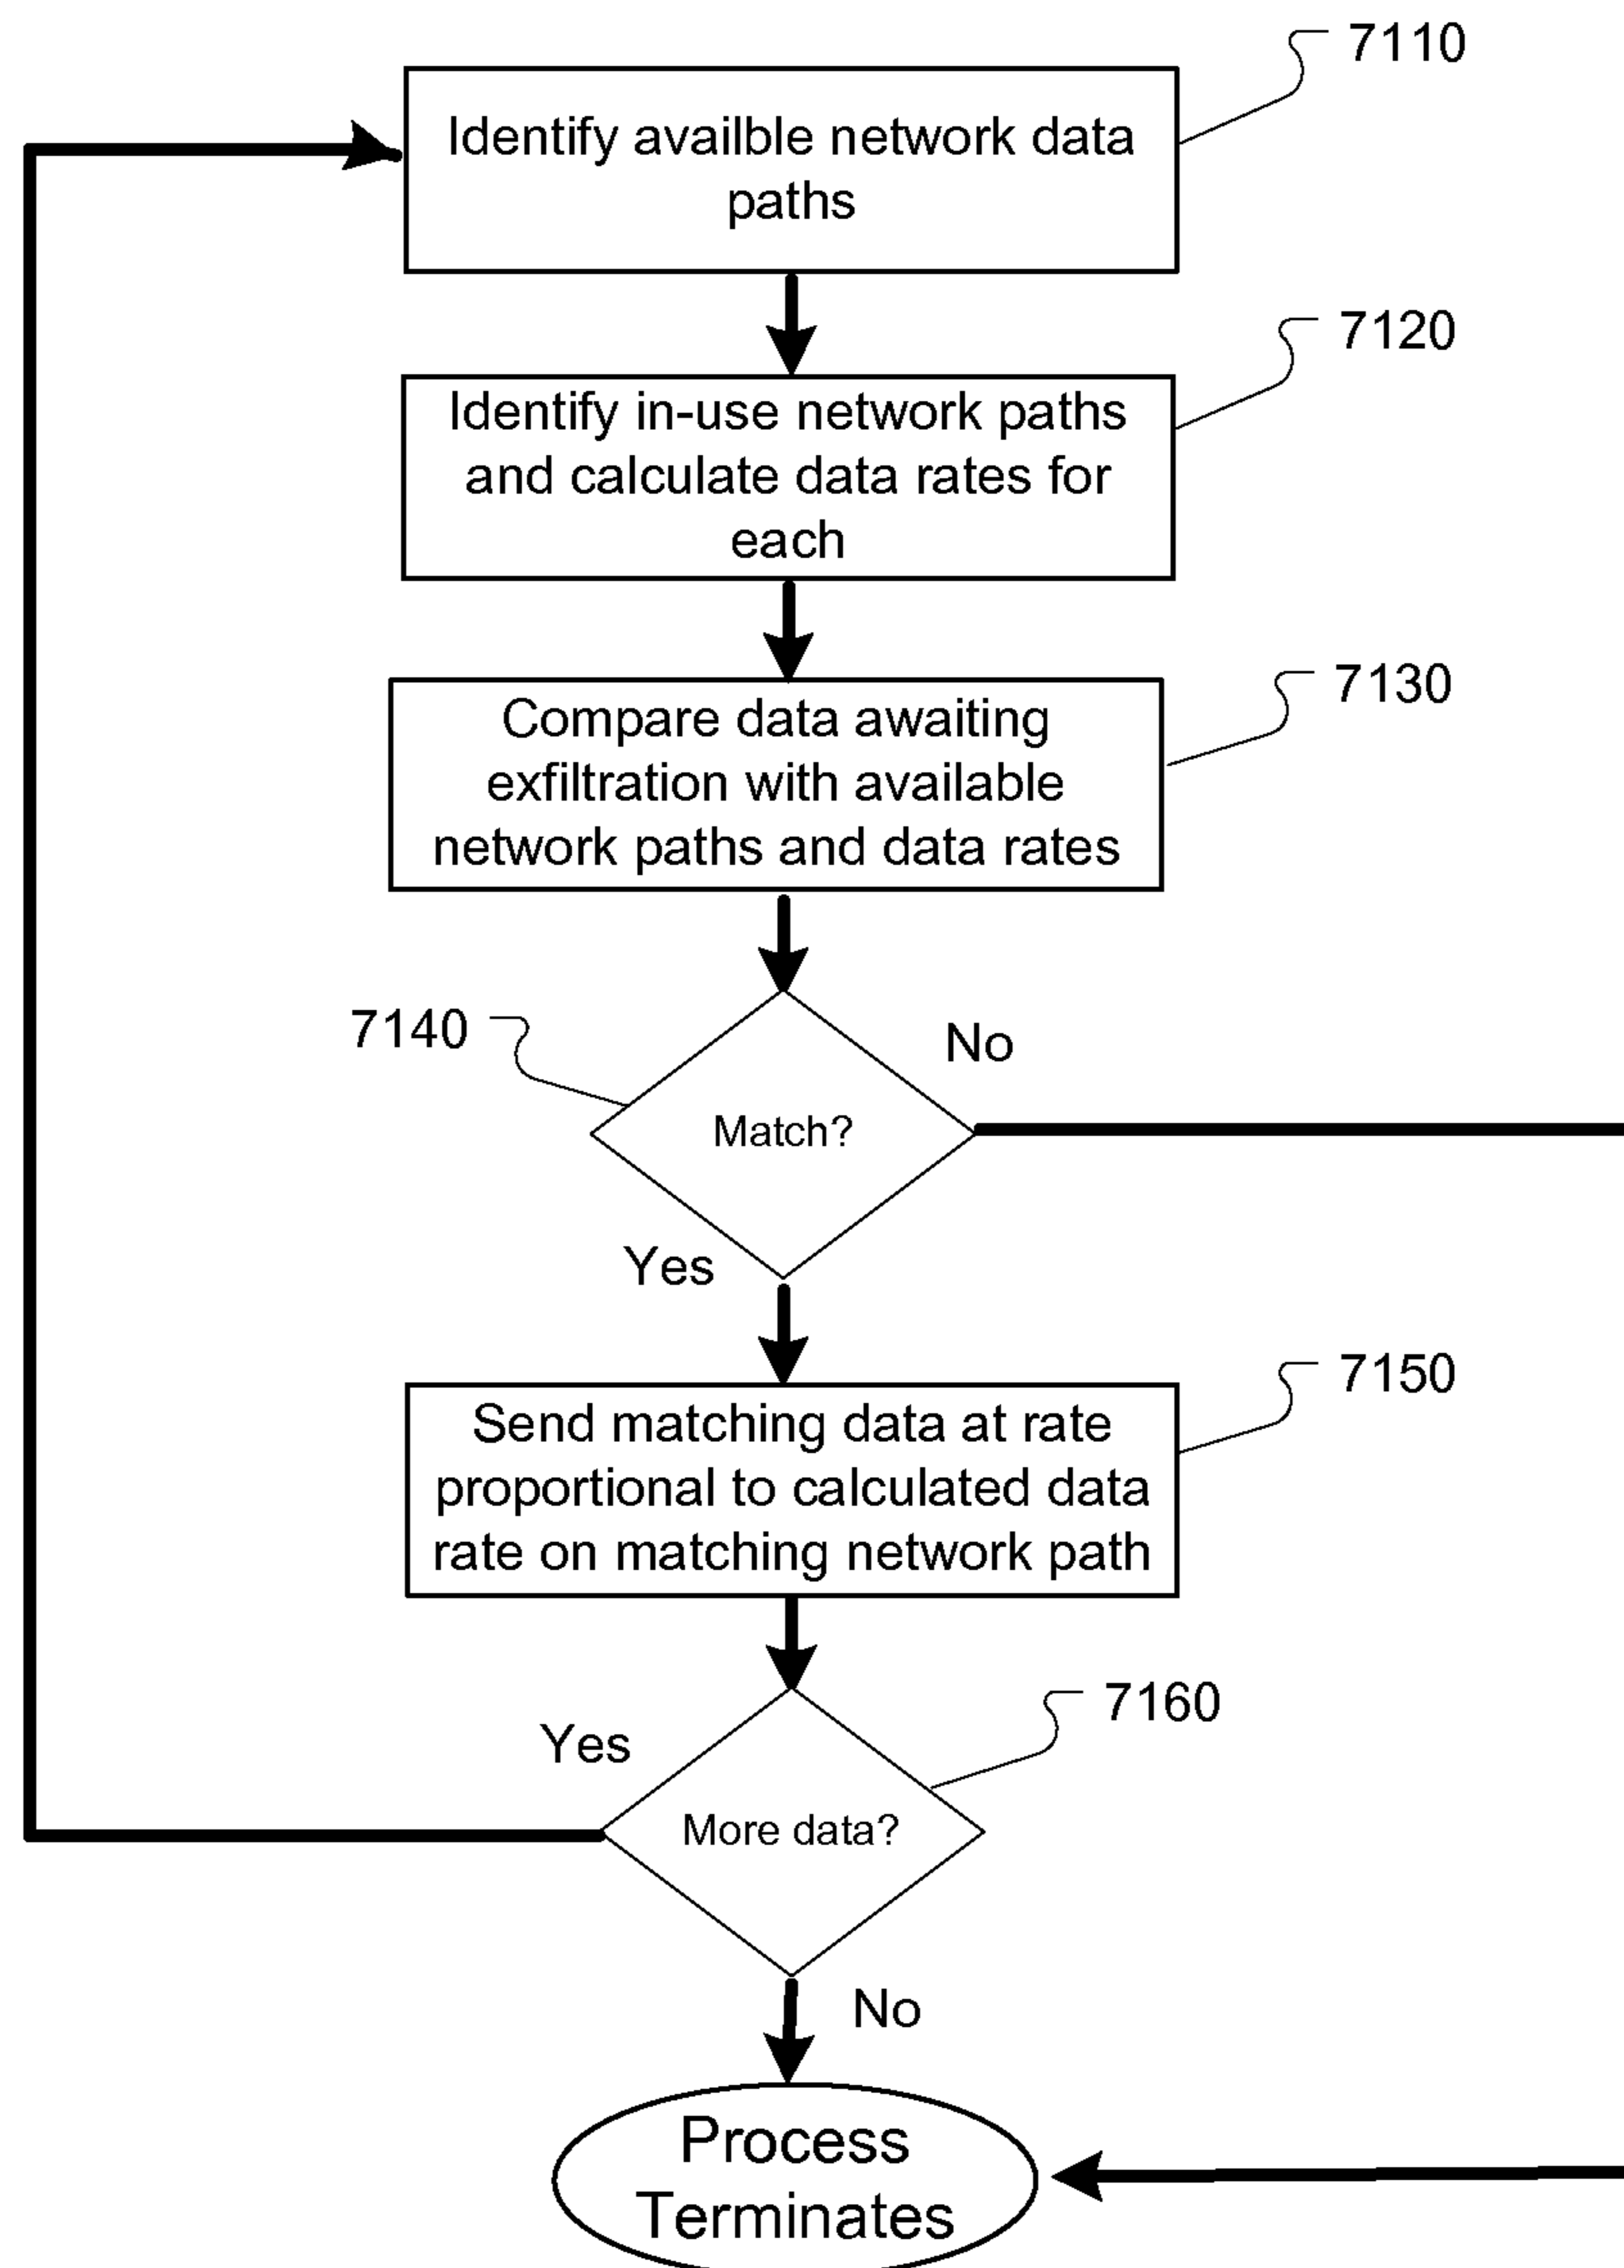 7110
Identify availble network data
paths
7120
Identify in-use network paths
and calculate data rates for
each
7130
Compare data awaiting
exfiltration with available
network paths and data rates
7140
No
Match?
Yes
7150
Send matching data at rate
proportional to calculated data
rate on matching network path
7160
Yes
More data?
No
Process
Terminates